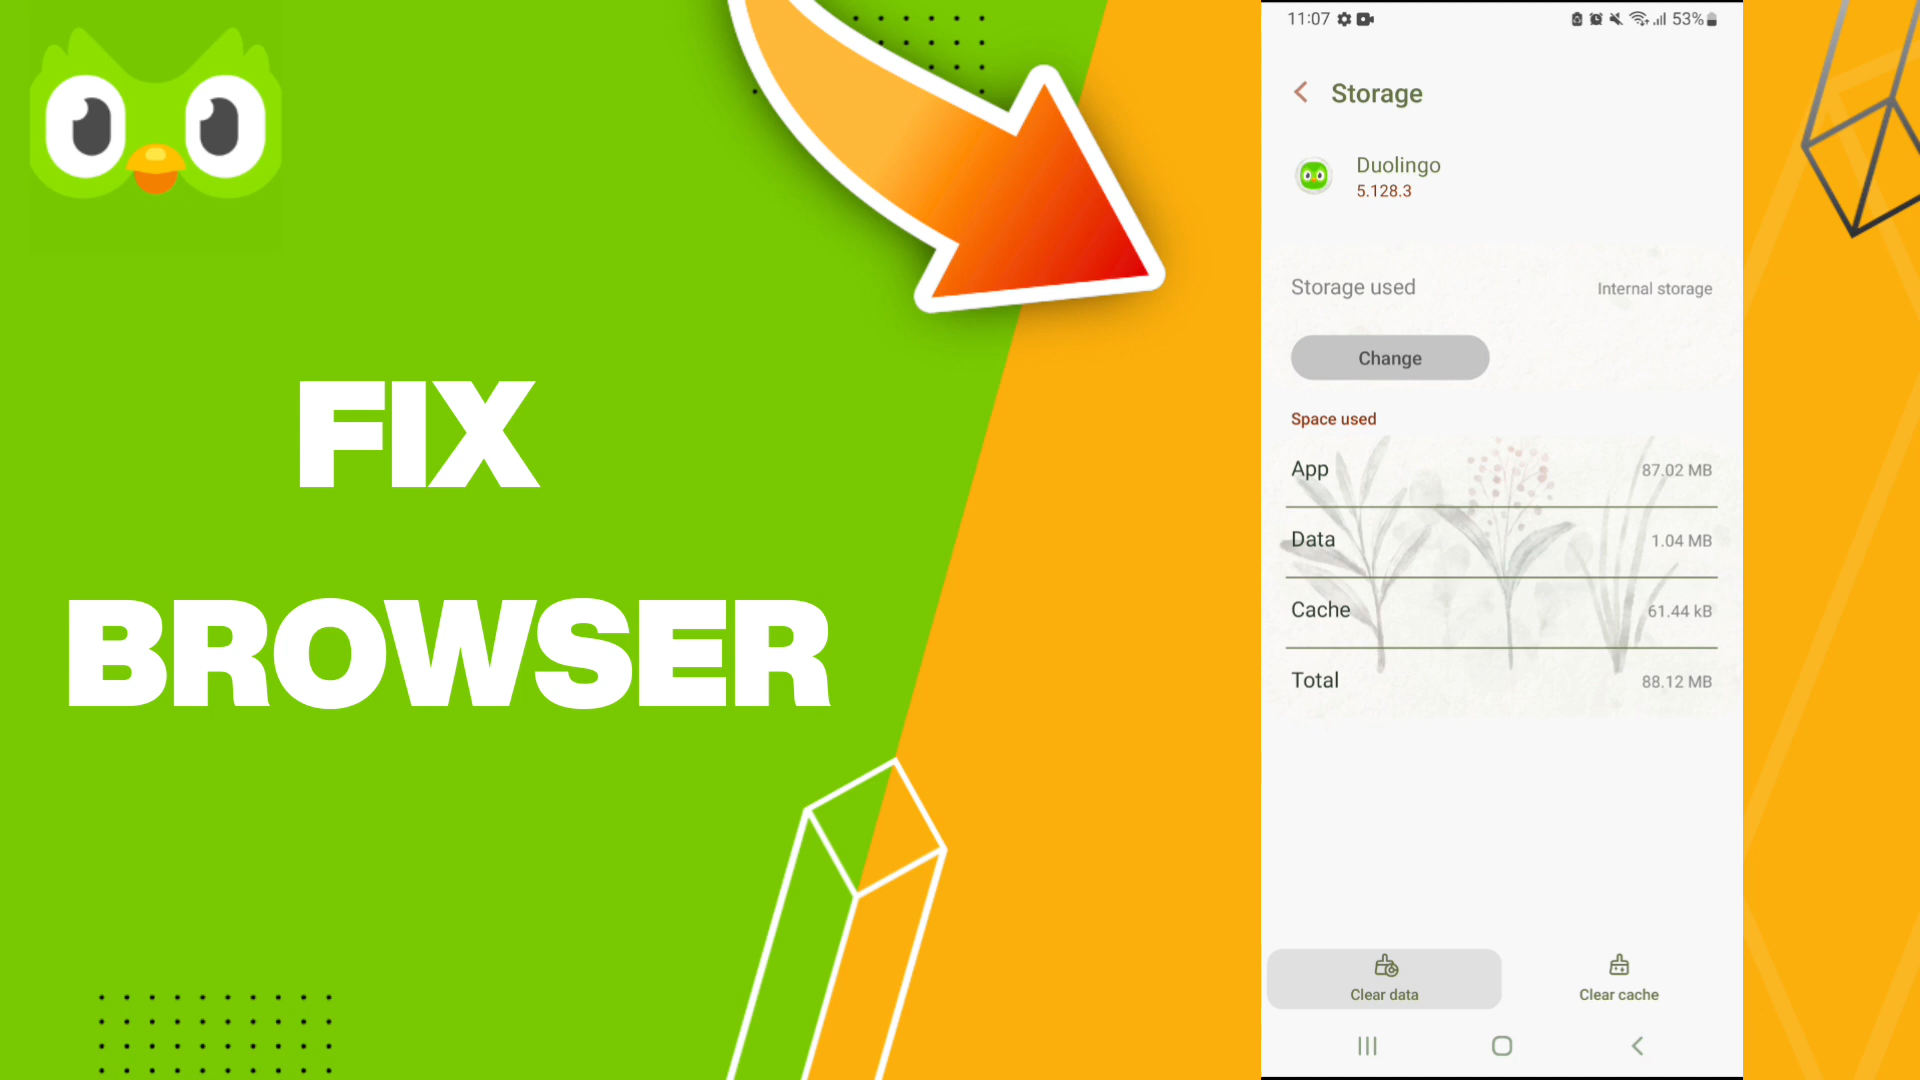 FIX
BROWSER
11:07
53%
Storage
Duolingo
5.128.3
Storage used
Internal storage
Change
Space used
App
87.02 MB
Data
1.04 MB
Cache
61.44 kB
Total
88.12 MB
Clear data
Clear cache